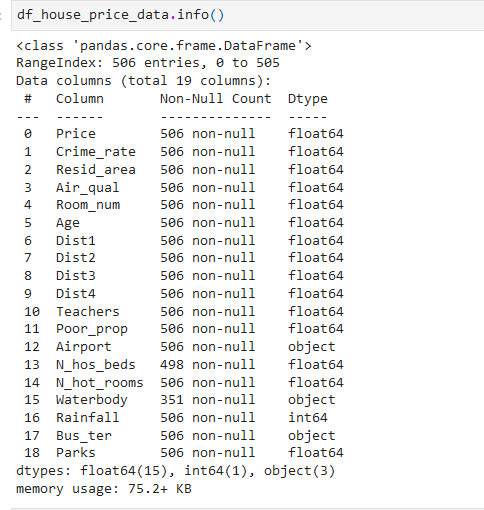 df_house_price_data.info()
<class 'pandas.core.frame.DataFrame'>
RangeIndex: 506 entries, 0 to 505
Data columns (total 19 columns):
 #   Column       Non-Null Count  Dtype
---  ------       --------------  -----
 0   Price        506 non-null    float64
 1   Crime_rate   506 non-null    float64
 2   Resid_area   506 non-null    float64
 3   Air_qual     506 non-null    float64
 4   Room_num     506 non-null    float64
 5   Age          506 non-null    float64
 6   Dist1        506 non-null    float64
 7   Dist2        506 non-null    float64
 8   Dist3        506 non-null    float64
 9   Dist4        506 non-null    float64
 10  Teachers     506 non-null    float64
 11  Poor_prop    506 non-null    float64
 12  Airport      506 non-null    object
 13  N_hos_beds   498 non-null    float64
 14  N_hot_rooms  506 non-null    float64
 15  Waterbody    351 non-null    object
 16  Rainfall     506 non-null    int64
 17  Bus_ter      506 non-null    object
 18  Parks        506 non-null    float64
dtypes: float64(15), int64(1), object(3)
memory usage: 75.2+ KB